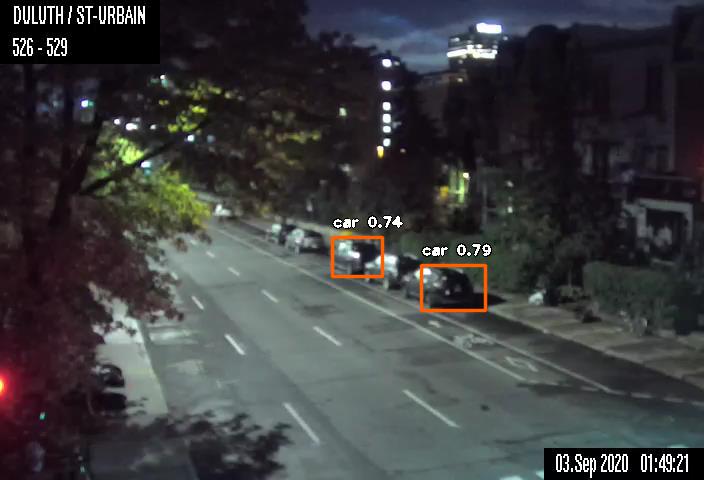 DULUTH / ST-URBAIN
526 - 529
car 0.74
car 0.79
03.Sep 2020 01:49:21